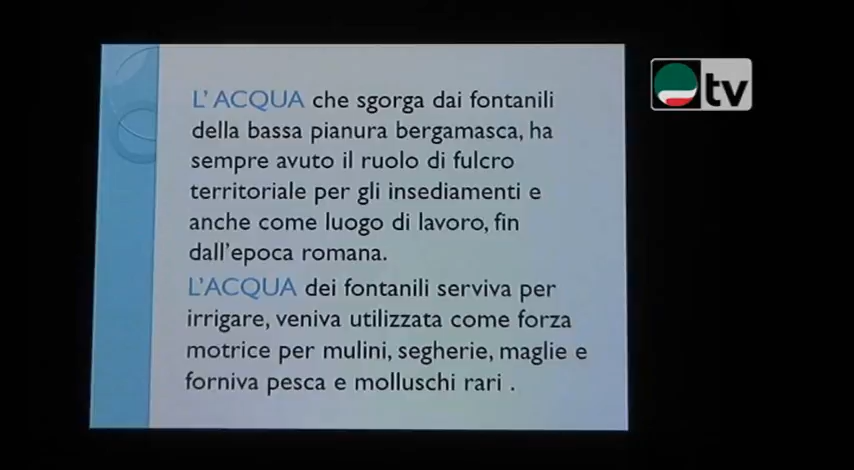 L' ACQUA che sgorga dai fontanili
della bassa pianura bergamasca, ha
sempre avuto il ruolo di fulcro
territoriale per gli insediamenti e
anche come luogo di lavoro, fin
dall'epoca romana.
L'ACQUA dei fontanili serviva per
irrigare, veniva utilizzata come forza
motrice per mulini, segherie, maglie e
forniva pesca e molluschi rari .
tv